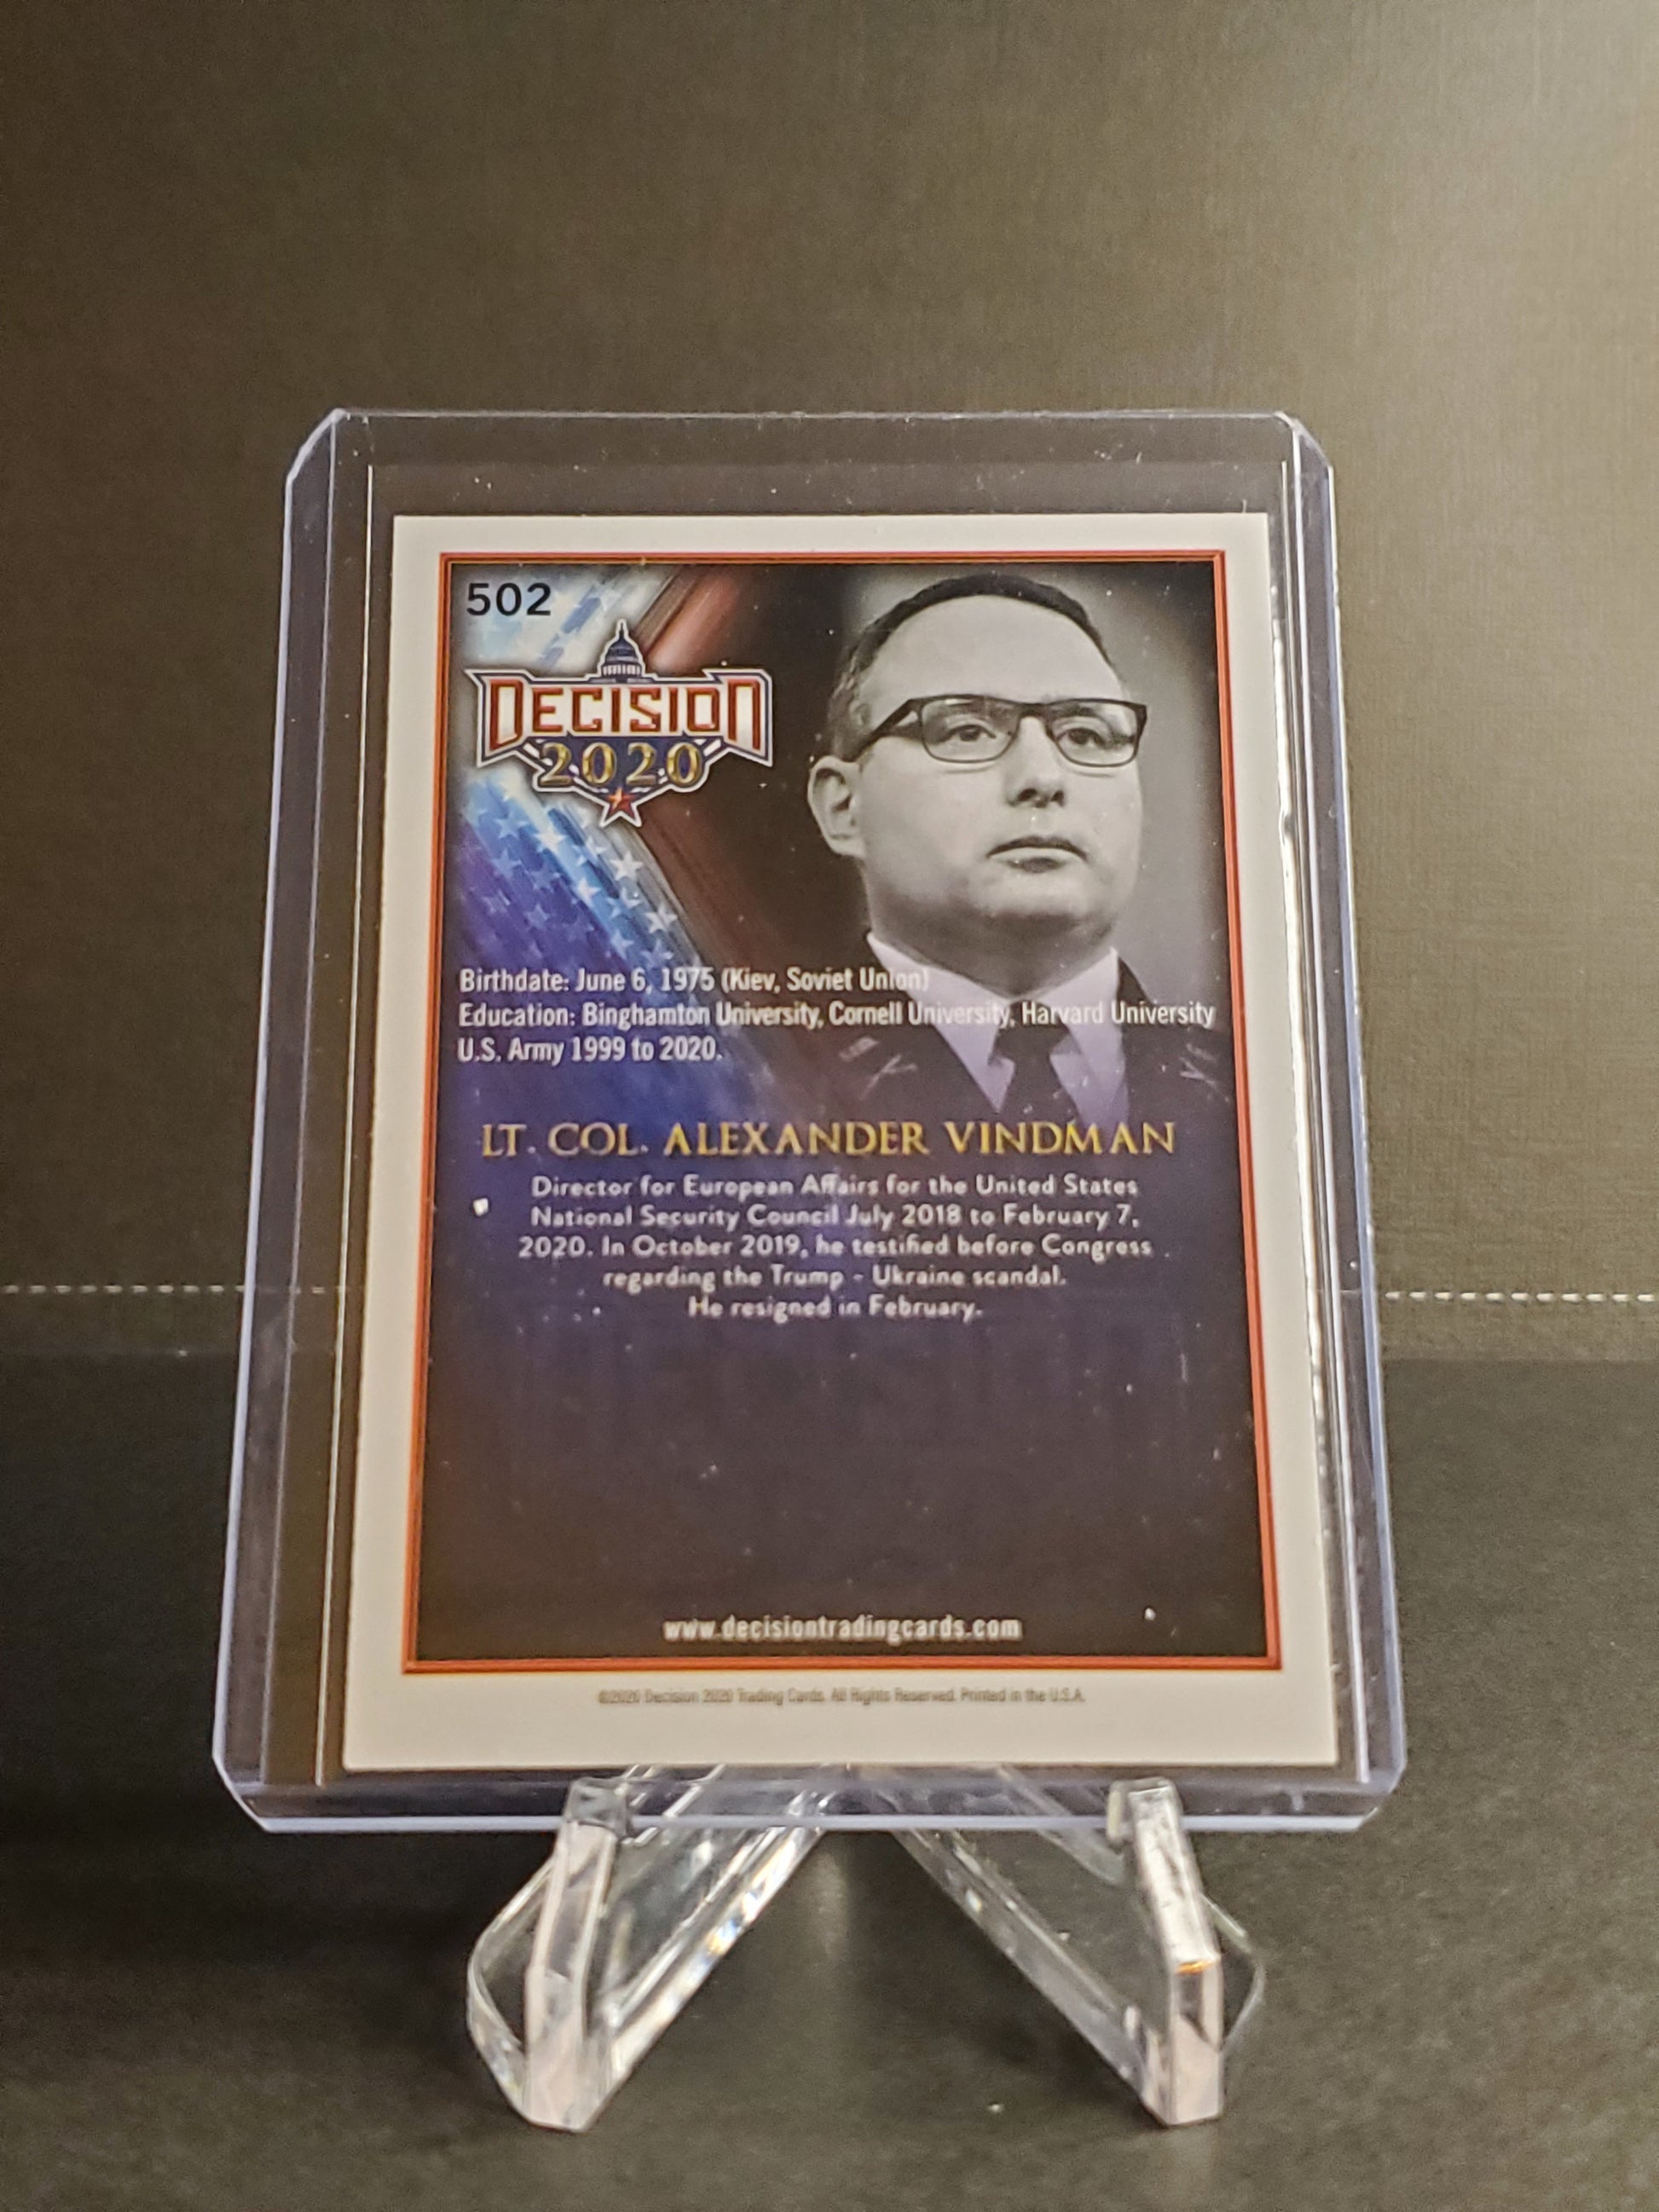 502
DECISION
2020
Birthdate: June 6, 1975 (Kiev, Soviet Union)
Education: Binghamton University, Cornell University, Harvard University
U.S. Army 1999 to 2020.
LT. COL. ALEXANDER VINDMAN
Director for European Affairs for the United States
National Security Council July 2018 to February 7,
2020. In October 2019, he testified before Congress
regarding the Trump - Ukraine scandal.
He resigned in February.
www.decisiontradingcards.com
©2020 Decision 2020 Trading Cards. All Rights Reserved. Printed in the U.S.A.